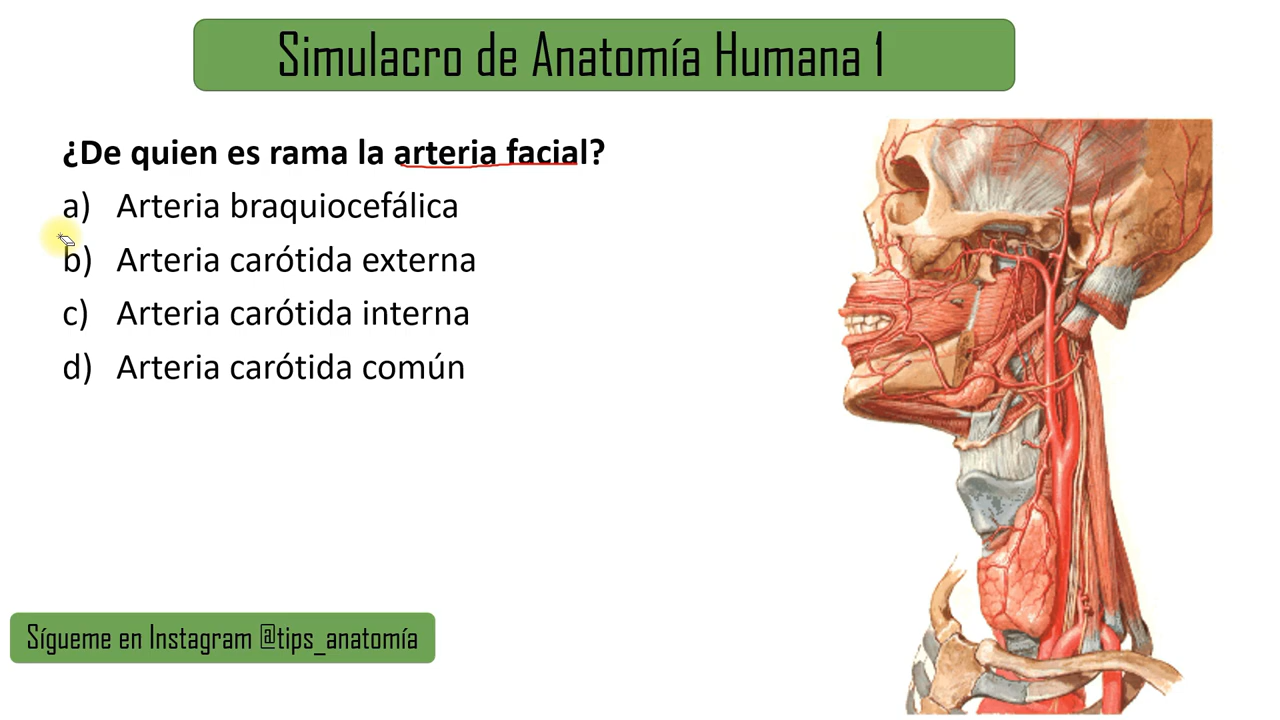 Simulacro de Anatomía Humana 1
¿De quien es rama la arteria facial?
a) Arteria braquiocefálica
b) Arteria carótida externa
c) Arteria carótida interna
d) Arteria carótida común
Sígueme en Instagram @tips_anatomía